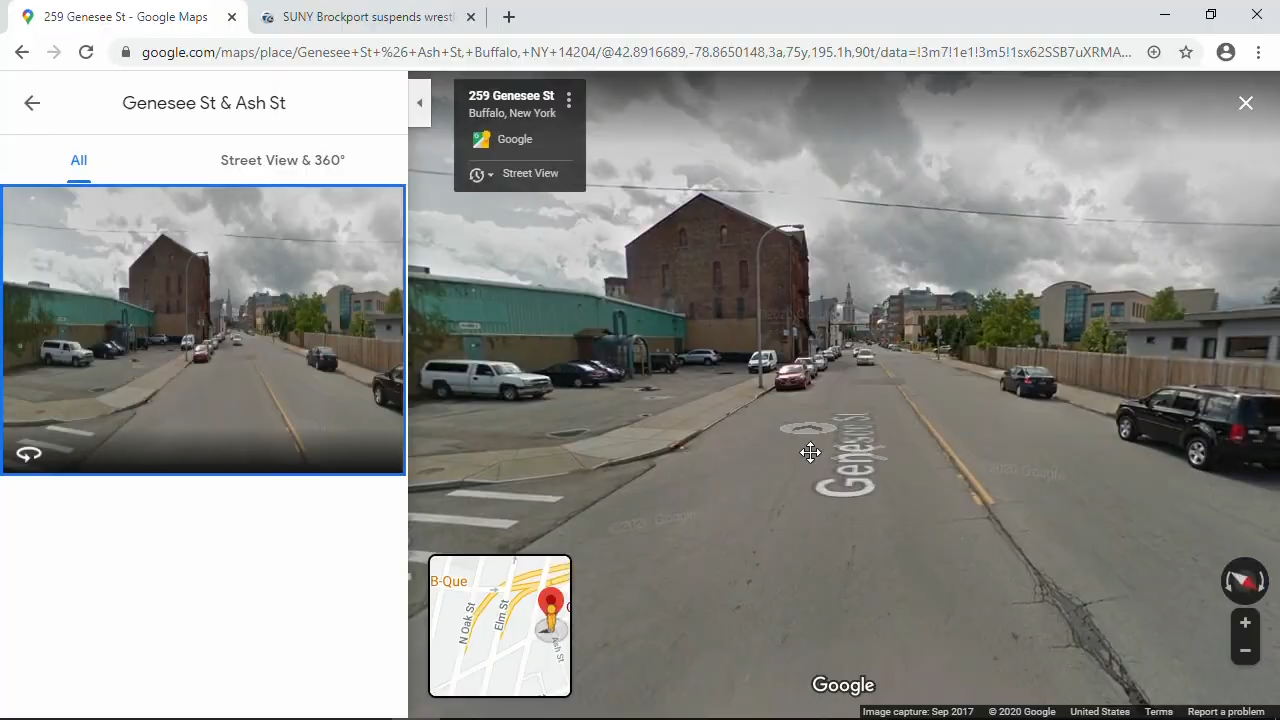 259 Genesee St - Google Maps
SUNY Brockport suspends wrestl
google.com/maps/place/Genesee+St+%26+Ash+St,+Buffalo,+NY+14204/@42.8916689,-78.8650148,3a,75y,195.1h,90t/data=!3m7!1e1!3m5!1sx62SSB7uXRMA...
Genesee St & Ash St
All
Street View & 360°
259 Genesee St
Buffalo, New York
Google
Street View
Genesee St
© 2020 Google
B-Que
N Oak St
Elm St
Ash St
Google
Image capture: Sep 2017 © 2020 Google United States Terms Report a problem